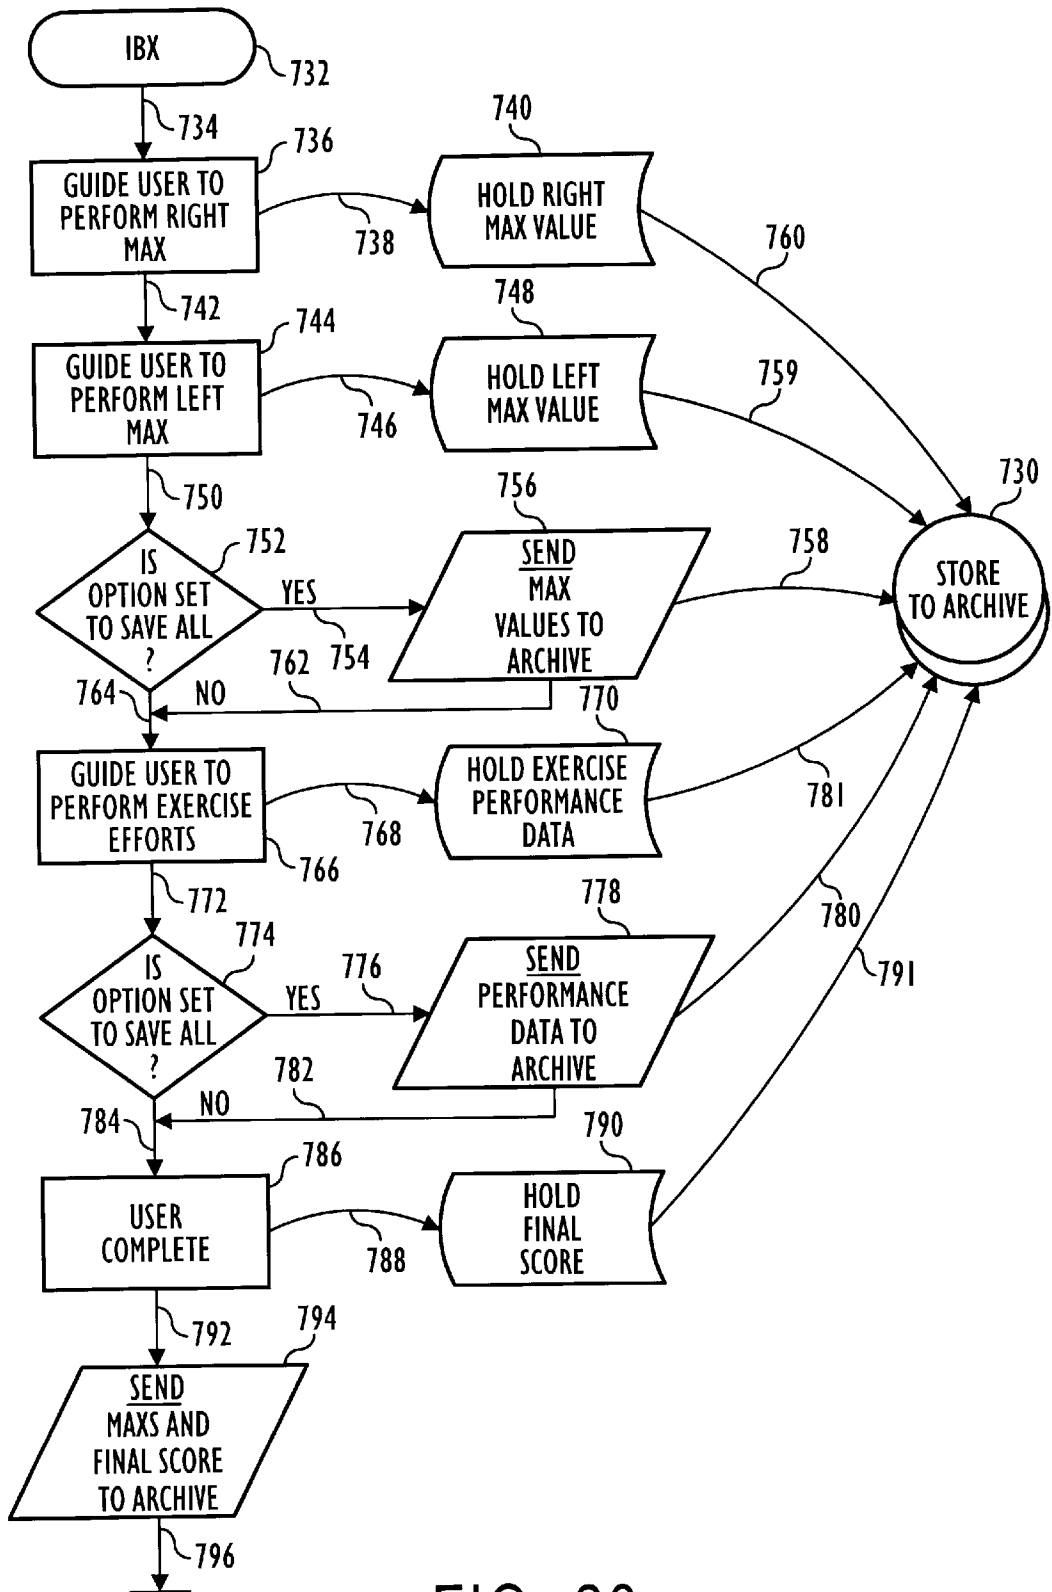 IBX
732
734
736
GUIDE USER TO
PERFORM RIGHT
MAX
738
740
HOLD RIGHT
MAX VALUE
760
742
744
GUIDE USER TO
PERFORM LEFT
MAX
746
748
HOLD LEFT
MAX VALUE
759
750
752
IS
OPTION SET
TO SAVE ALL
?
YES
754
756
SEND
MAX
VALUES TO
ARCHIVE
758
730
STORE
TO ARCHIVE
762
NO
764
GUIDE USER TO
PERFORM EXERCISE
EFFORTS
766
768
770
HOLD EXERCISE
PERFORMANCE
DATA
781
772
774
IS
OPTION SET
TO SAVE ALL
?
YES
776
778
SEND
PERFORMANCE
DATA TO
ARCHIVE
780
791
782
NO
784
786
USER
COMPLETE
788
790
HOLD
FINAL
SCORE
792
794
SEND
MAXS AND
FINAL SCORE
TO ARCHIVE
796